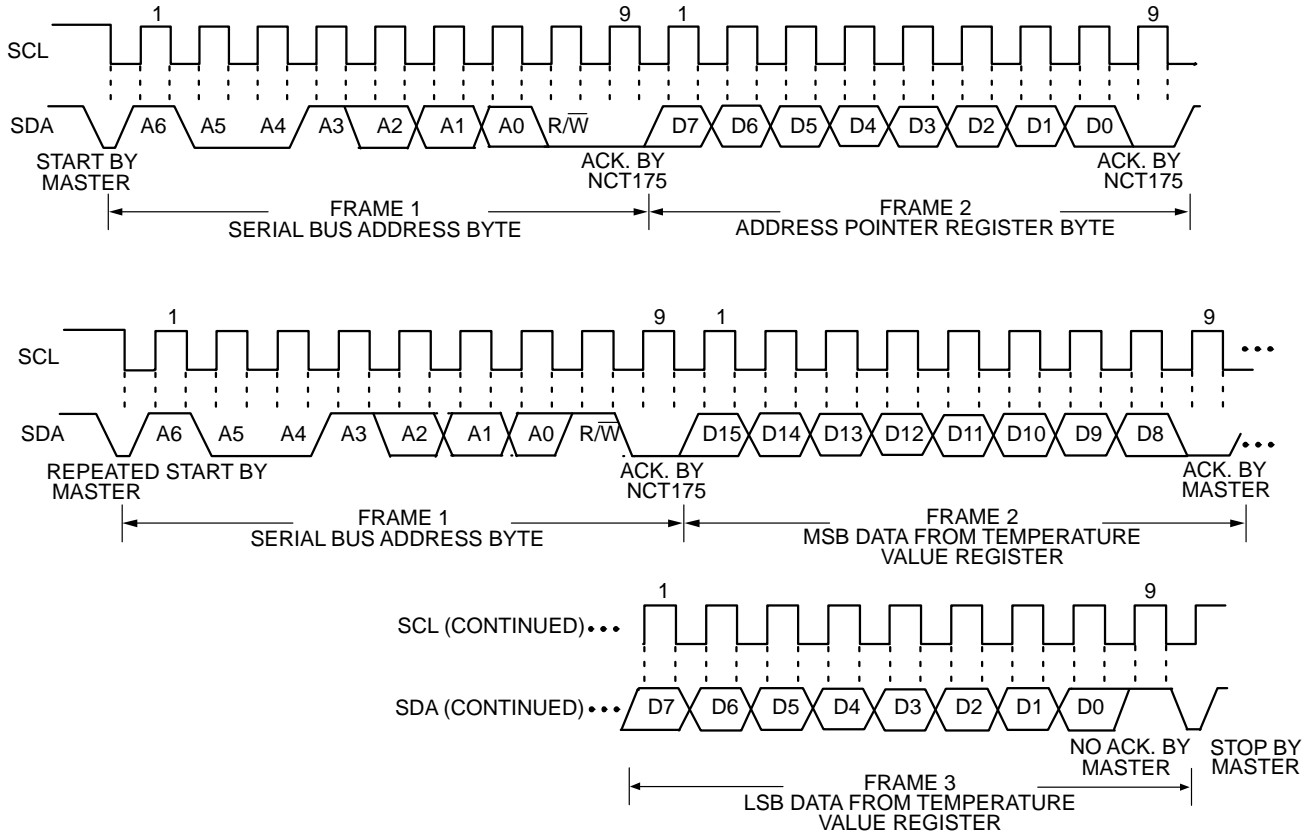 1 9 1 9
SCL
SDA A6 A5 A4 A3 A2 A1 A0 R/W̅ D7 D6 D5 D4 D3 D2 D1 D0
START BY
MASTER
ACK. BY
NCT175
ACK. BY
NCT175
FRAME 1
SERIAL BUS ADDRESS BYTE
FRAME 2
ADDRESS POINTER REGISTER BYTE
1 9 1 9
SCL
SDA A6 A5 A4 A3 A2 A1 A0 R/W̅ D15 D14 D13 D12 D11 D10 D9 D8
REPEATED START BY
MASTER
ACK. BY
NCT175
ACK. BY
MASTER
FRAME 1
SERIAL BUS ADDRESS BYTE
FRAME 2
MSB DATA FROM TEMPERATURE
VALUE REGISTER
1 9
SCL (CONTINUED)
SDA (CONTINUED) D7 D6 D5 D4 D3 D2 D1 D0
NO ACK. BY
MASTER
STOP BY
MASTER
FRAME 3
LSB DATA FROM TEMPERATURE
VALUE REGISTER